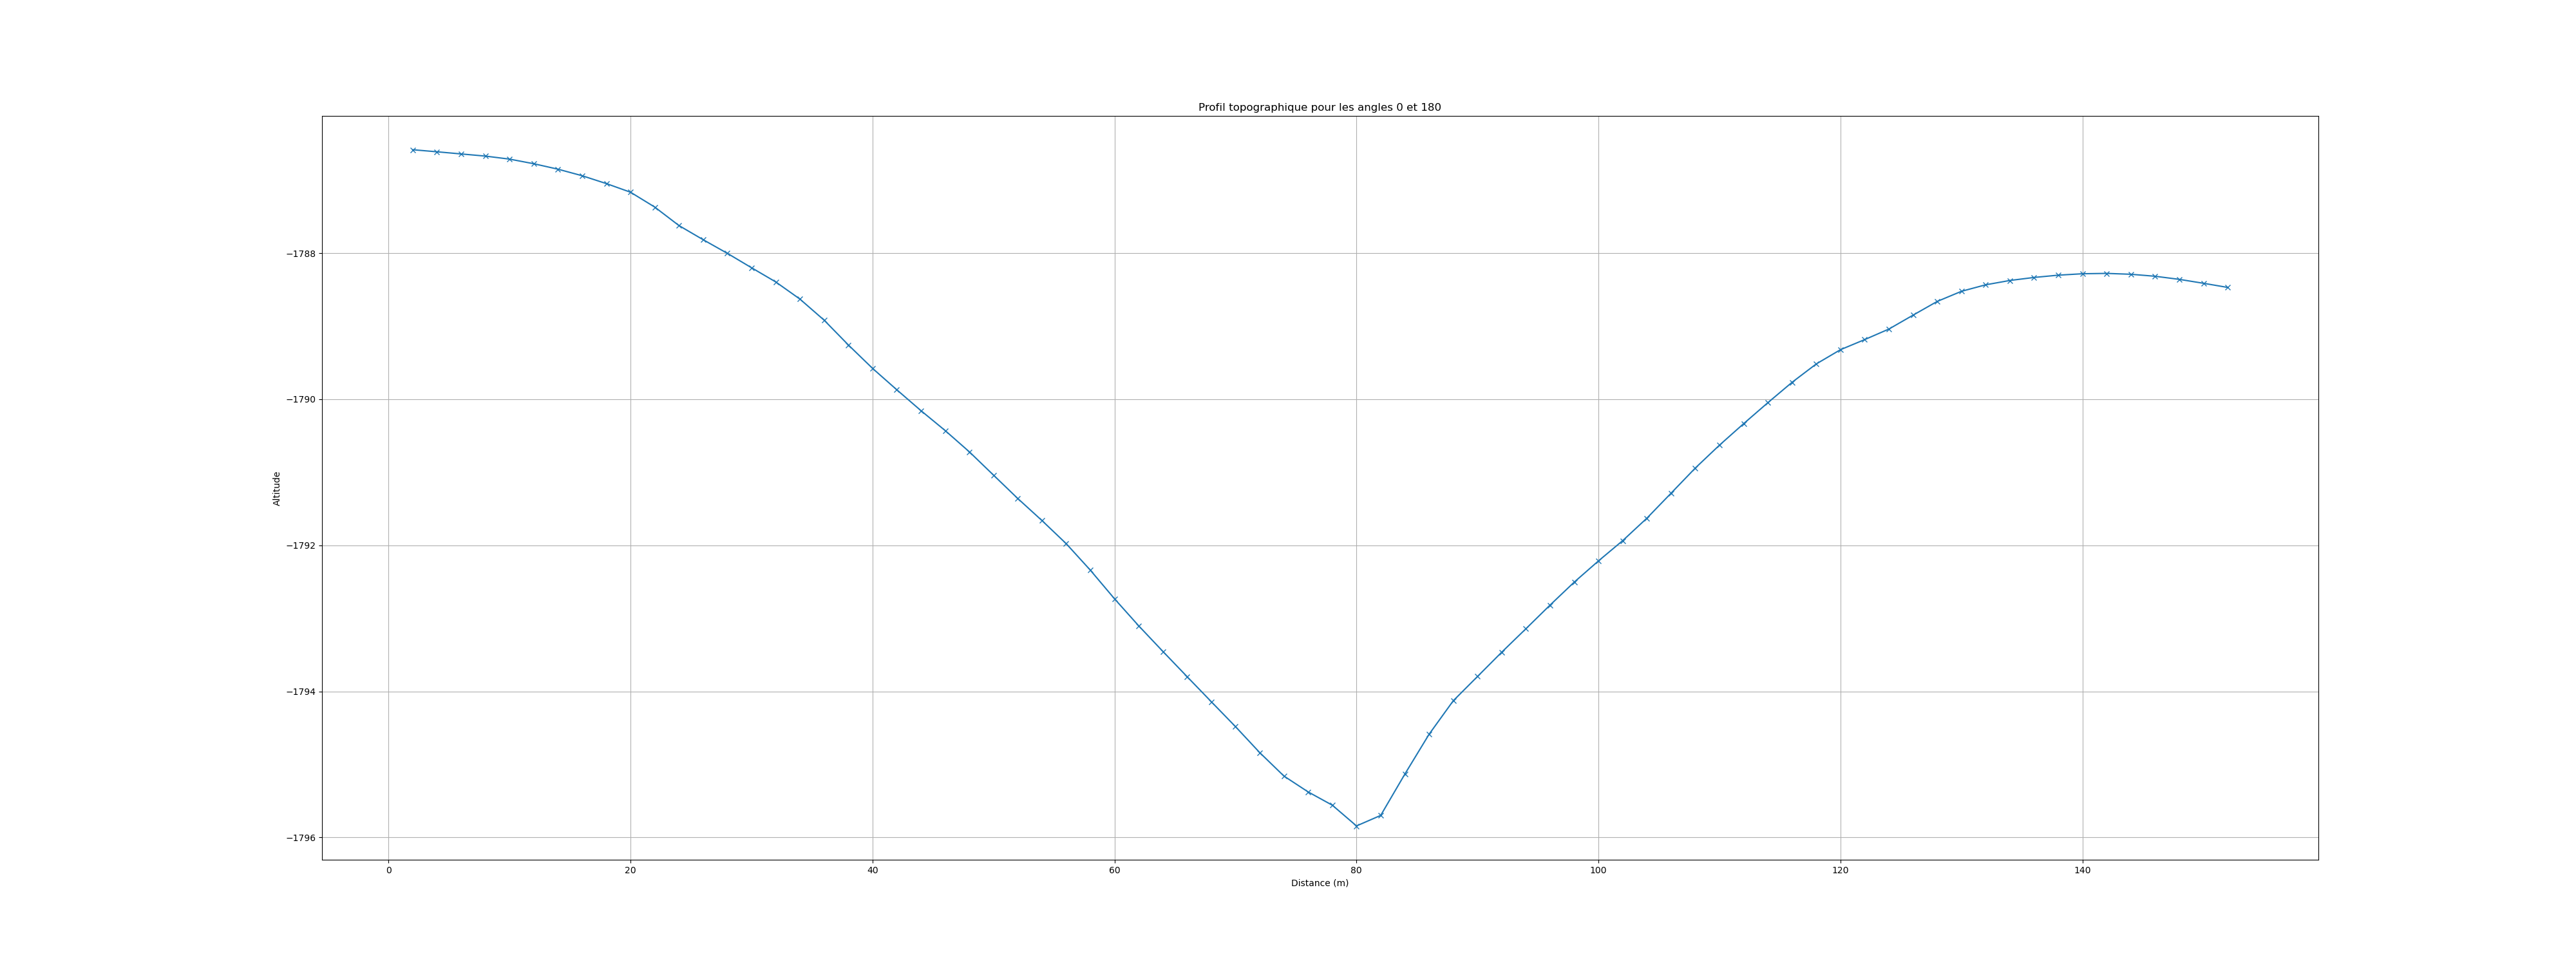 Profil topographique pour les angles 0 et 180
Altitude
−1788
−1790
−1792
−1794
−1796
0 20 40 60 80 100 120 140
Distance (m)